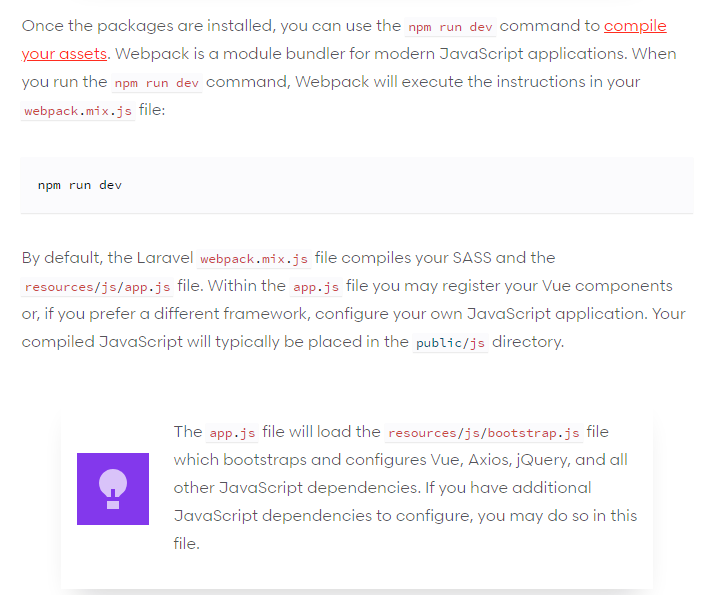 Once the packages are installed, you can use the npm run dev command to compile
your assets. Webpack is a module bundler for modern JavaScript applications. When
you run the npm run dev command, Webpack will execute the instructions in your
webpack.mix.js file:
npm run dev
By default, the Laravel webpack.mix.js file compiles your SASS and the
resources/js/app.js file. Within the app.js file you may register your Vue components
or, if you prefer a different framework, configure your own JavaScript application. Your
compiled JavaScript will typically be placed in the public/js directory.
The app.js file will load the resources/js/bootstrap.js file
which bootstraps and configures Vue, Axios, jQuery, and all
other JavaScript dependencies. If you have additional
JavaScript dependencies to configure, you may do so in this
file.